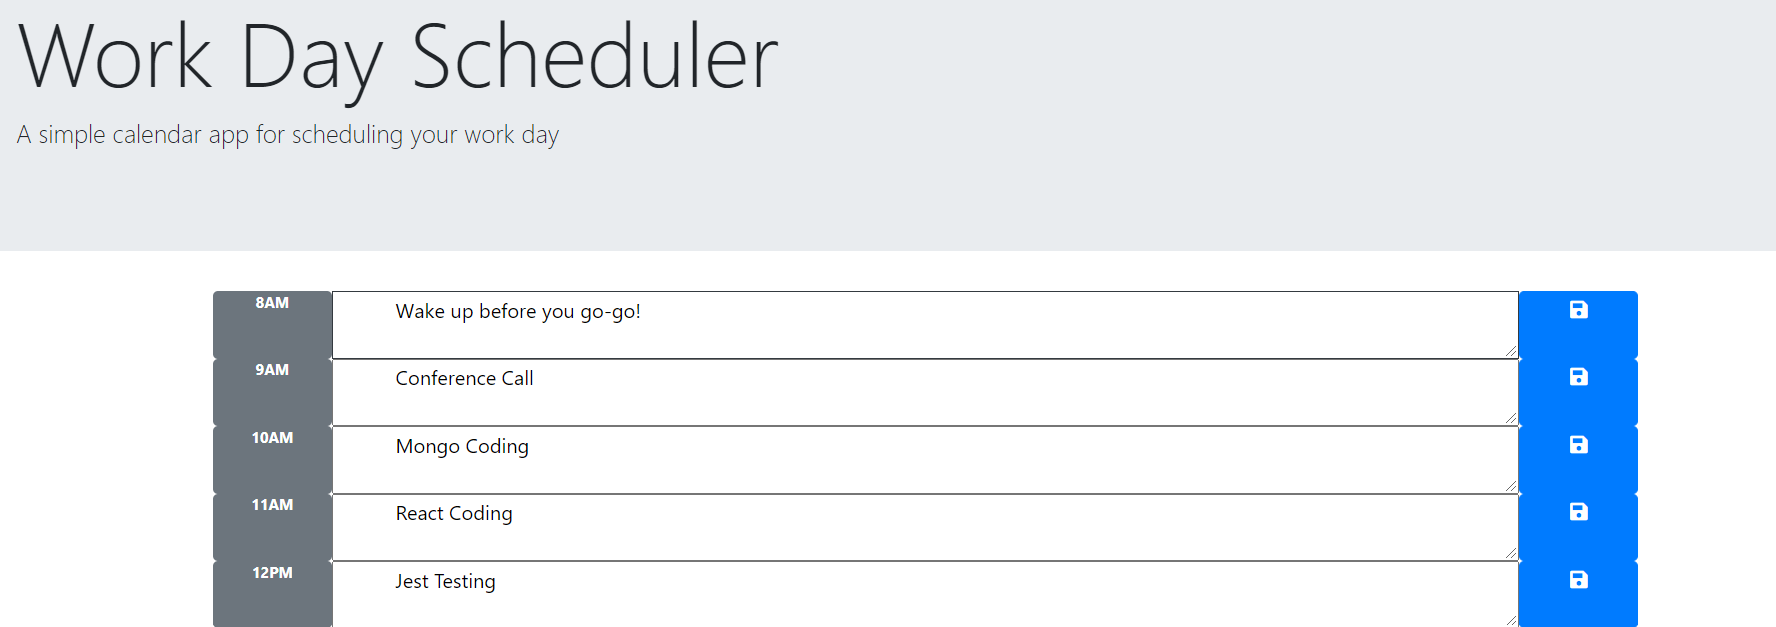 Work Day Scheduler
A simple calendar app for scheduling your work day
8AM Wake up before you go-go!
9AM Conference Call
10AM Mongo Coding
11AM React Coding
12PM Jest Testing